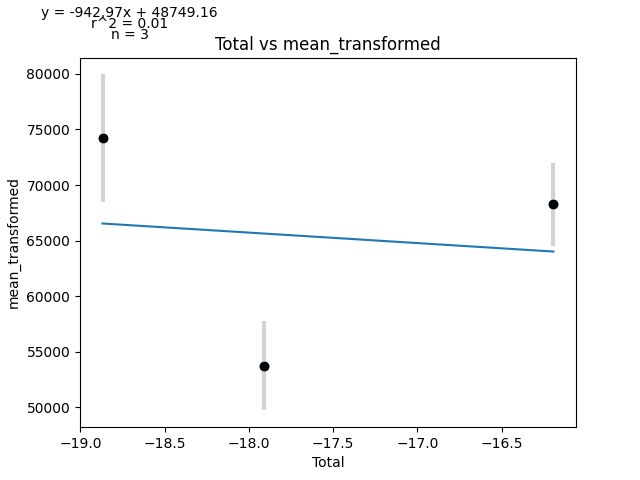 y = -942.97x + 48749.16
r^2 = 0.01
n = 3
Total vs mean_transformed
80000
75000
70000
65000
60000
55000
50000
mean_transformed
−19.0 −18.5 −18.0 −17.5 −17.0 −16.5
Total